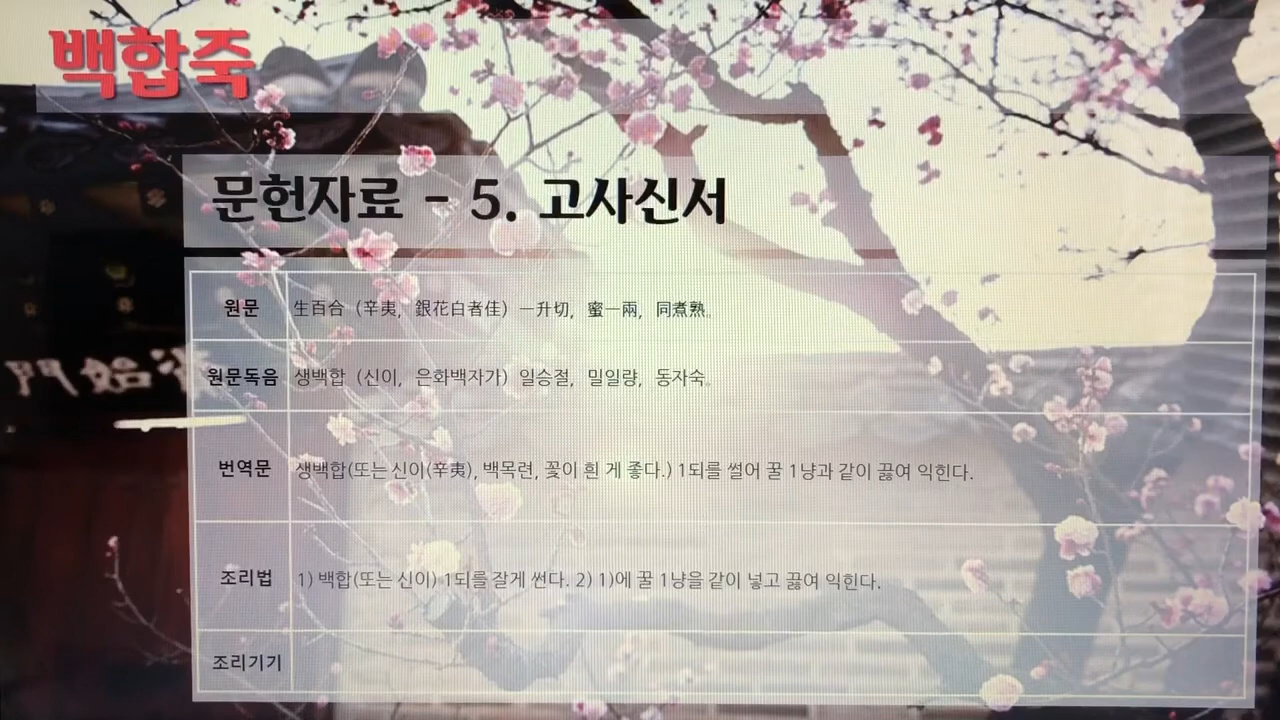 백합죽
문헌자료 - 5. 고사신서
원문 生百合（辛夷，銀花白者佳）一升切，蜜一兩，同煮熟。
원문독음 생백합（신이，은화백자가）일승절，밀일량，동자숙。
번역문 생백합(또는 신이(辛夷), 백목련, 꽃이 흰 게 좋다.) 1되를 썰어 꿀 1냥과 같이 끓여 익힌다.
조리법 1) 백합(또는 신이) 1되를 잘게 썬다. 2) 1)에 꿀 1냥을 같이 넣고 끓여 익힌다.
조리기기